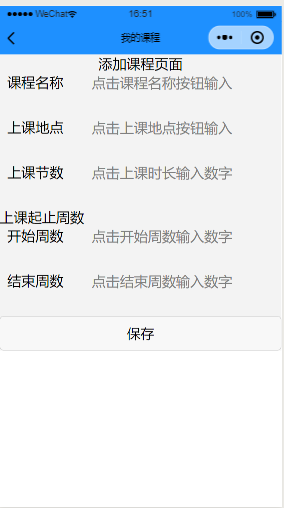 WeChat 16:51 100%
我的课程
添加课程页面
课程名称 点击课程名称按钮输入
上课地点 点击上课地点按钮输入
上课节数 点击上课时长输入数字
上课起止周数
开始周数 点击开始周数输入数字
结束周数 点击结束周数输入数字
保存